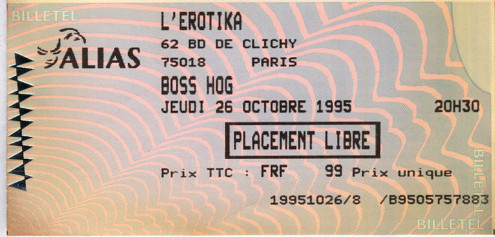 BILLETEL
BILLETEL
ALIAS
L'EROTIKA
62 BD DE CLICHY
75018 PARIS
BOSS HOG
JEUDI 26 OCTOBRE 1995 20H30
PLACEMENT LIBRE
Prix TTC : FRF 99 Prix unique
19951026/8 /B9505757883
BILLETEL
BILLETEL